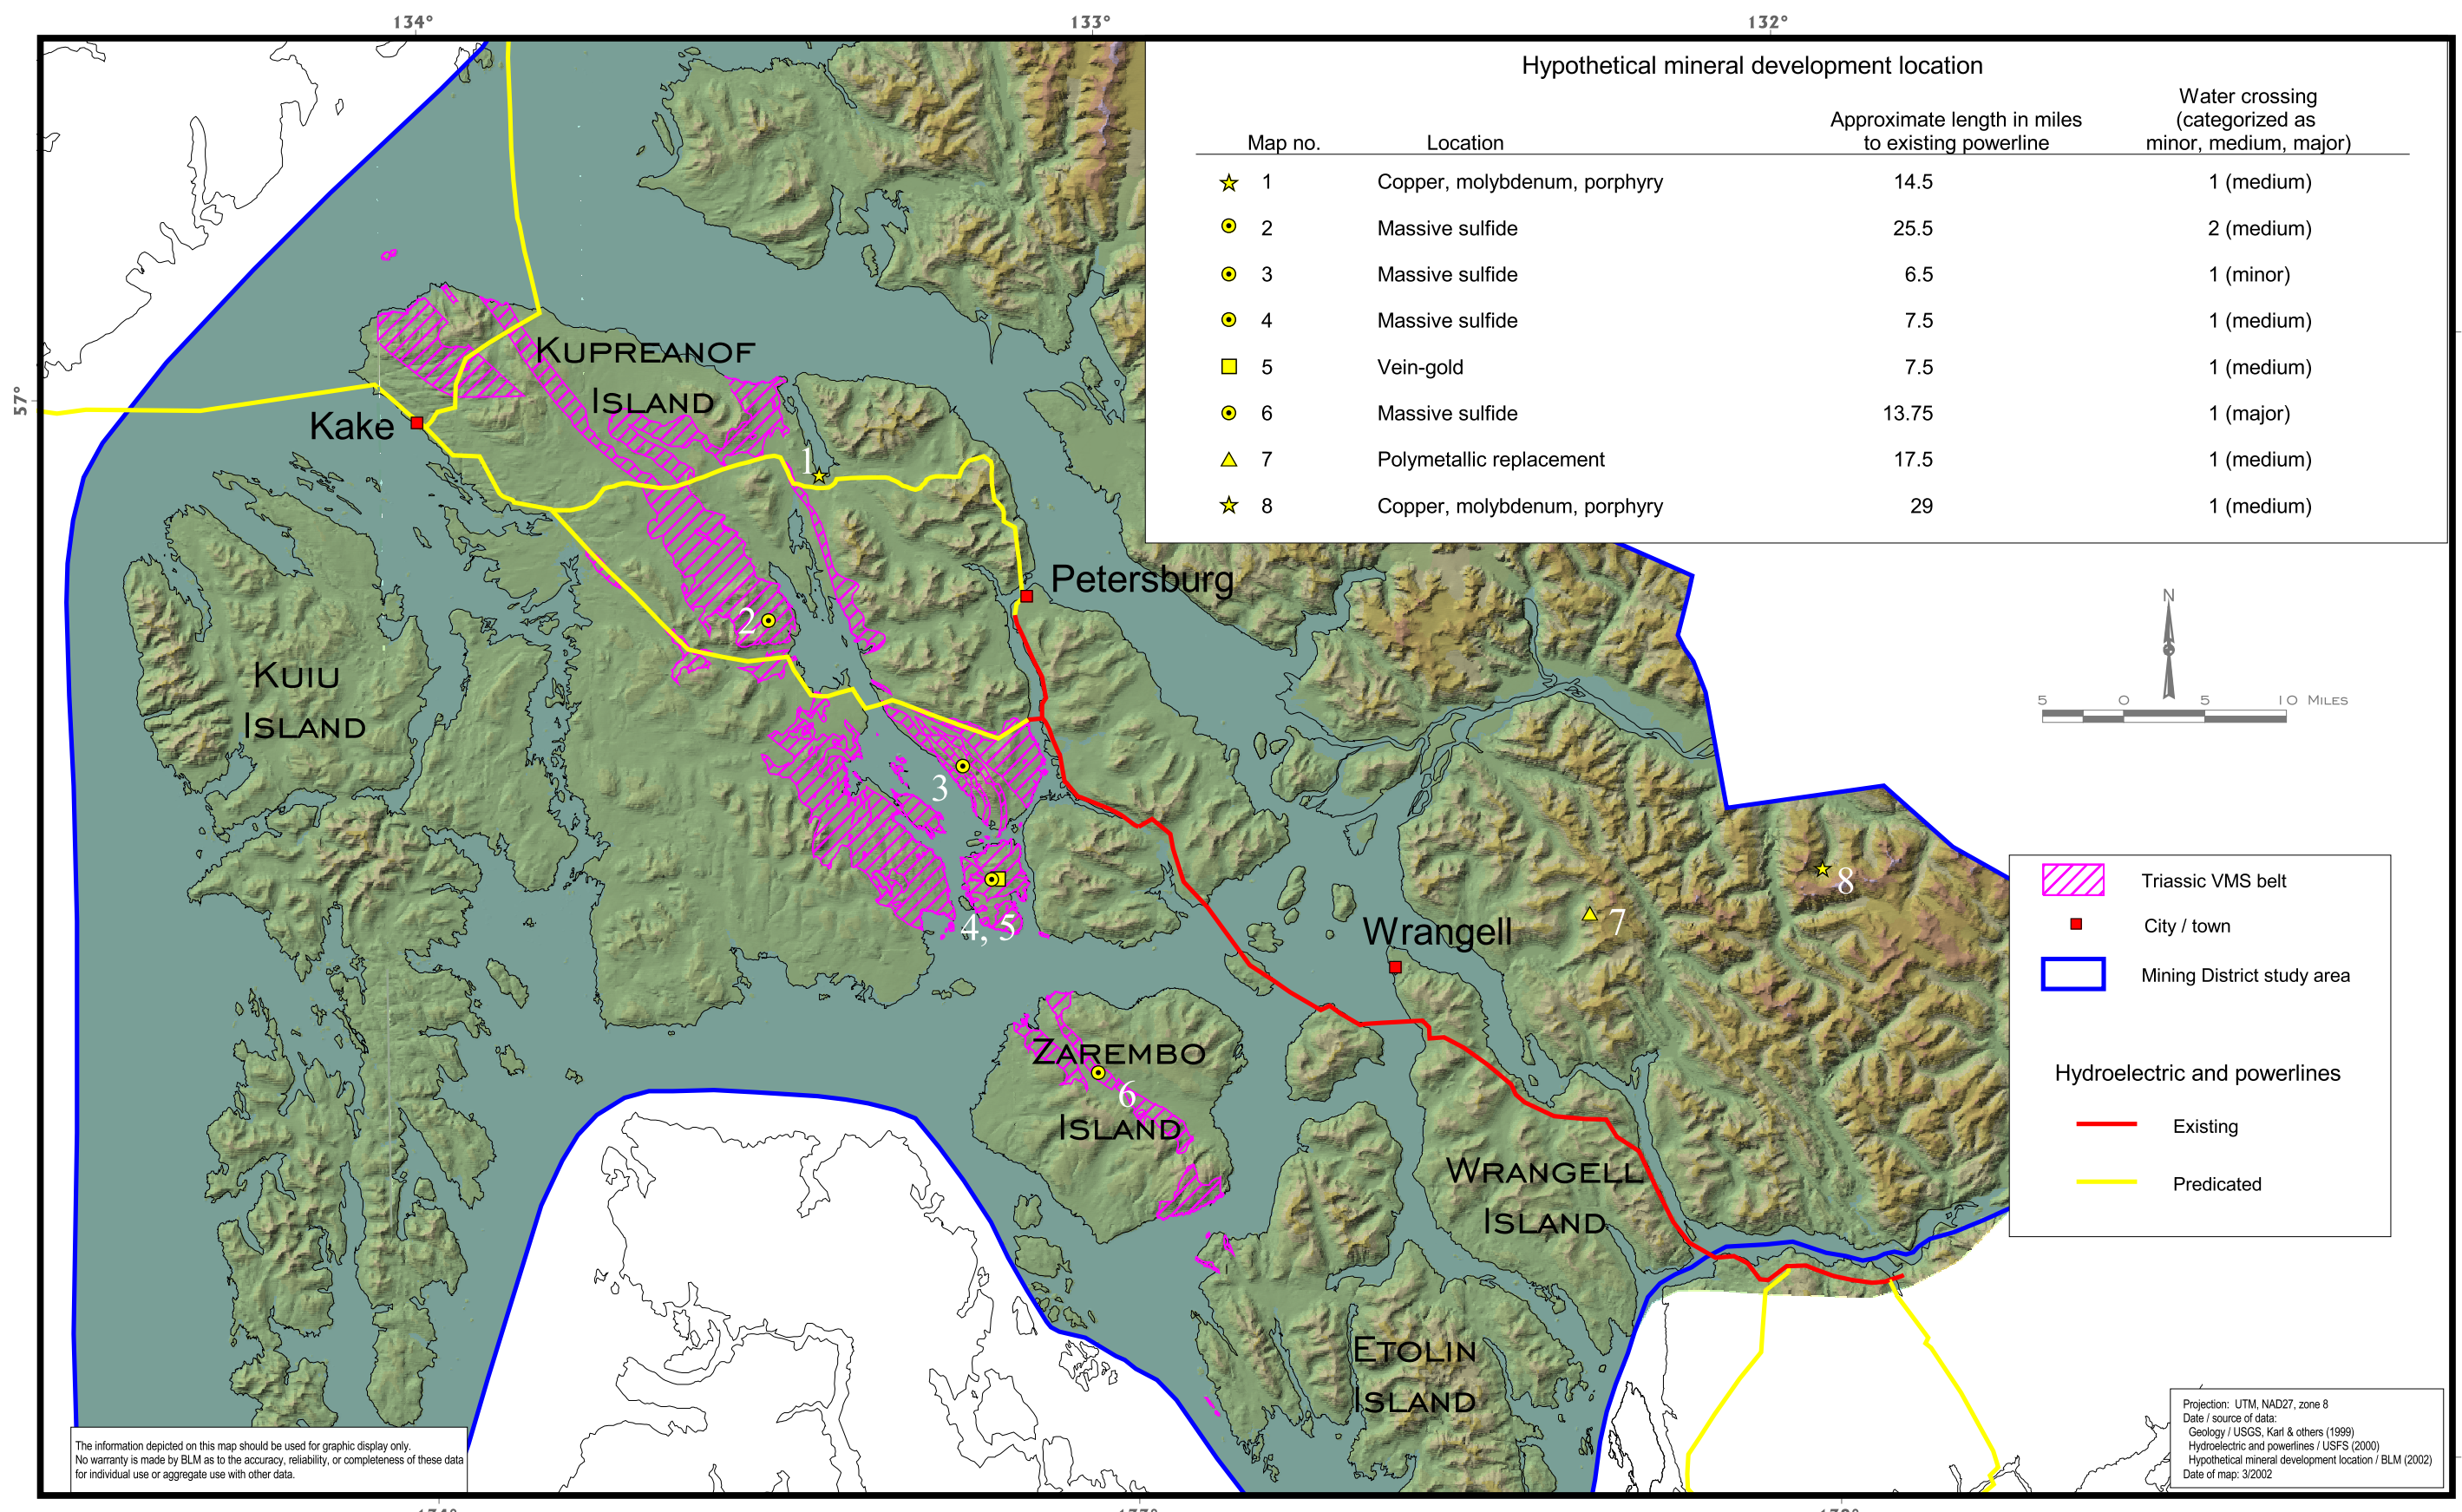 134°
133°
132°
57°
Hypothetical mineral development location
Map no.
Location
Approximate length in miles
to existing powerline
Water crossing
(categorized as
minor, medium, major)
1 Copper, molybdenum, porphyry 14.5 1 (medium)
2 Massive sulfide 25.5 2 (medium)
3 Massive sulfide 6.5 1 (minor)
4 Massive sulfide 7.5 1 (medium)
5 Vein-gold 7.5 1 (medium)
6 Massive sulfide 13.75 1 (major)
7 Polymetallic replacement 17.5 1 (medium)
8 Copper, molybdenum, porphyry 29 1 (medium)
KUPREANOF
ISLAND
Kake
1
Petersburg
2
KUIU
ISLAND
3
4, 5
Wrangell
7
8
ZAREMBO
6
ISLAND
WRANGELL
ISLAND
ETOLIN
ISLAND
N
5 0 5 10 MILES
Triassic VMS belt
City / town
Mining District study area
Hydroelectric and powerlines
Existing
Predicated
The information depicted on this map should be used for graphic display only.
No warranty is made by BLM as to the accuracy, reliability, or completeness of these data
for individual use or aggregate use with other data.
Projection: UTM, NAD27, zone 8
Date / source of data:
Geology / USGS, Karl & others (1999)
Hydroelectric and powerlines / USFS (2000)
Hypothetical mineral development location / BLM (2002)
Date of map: 3/2002